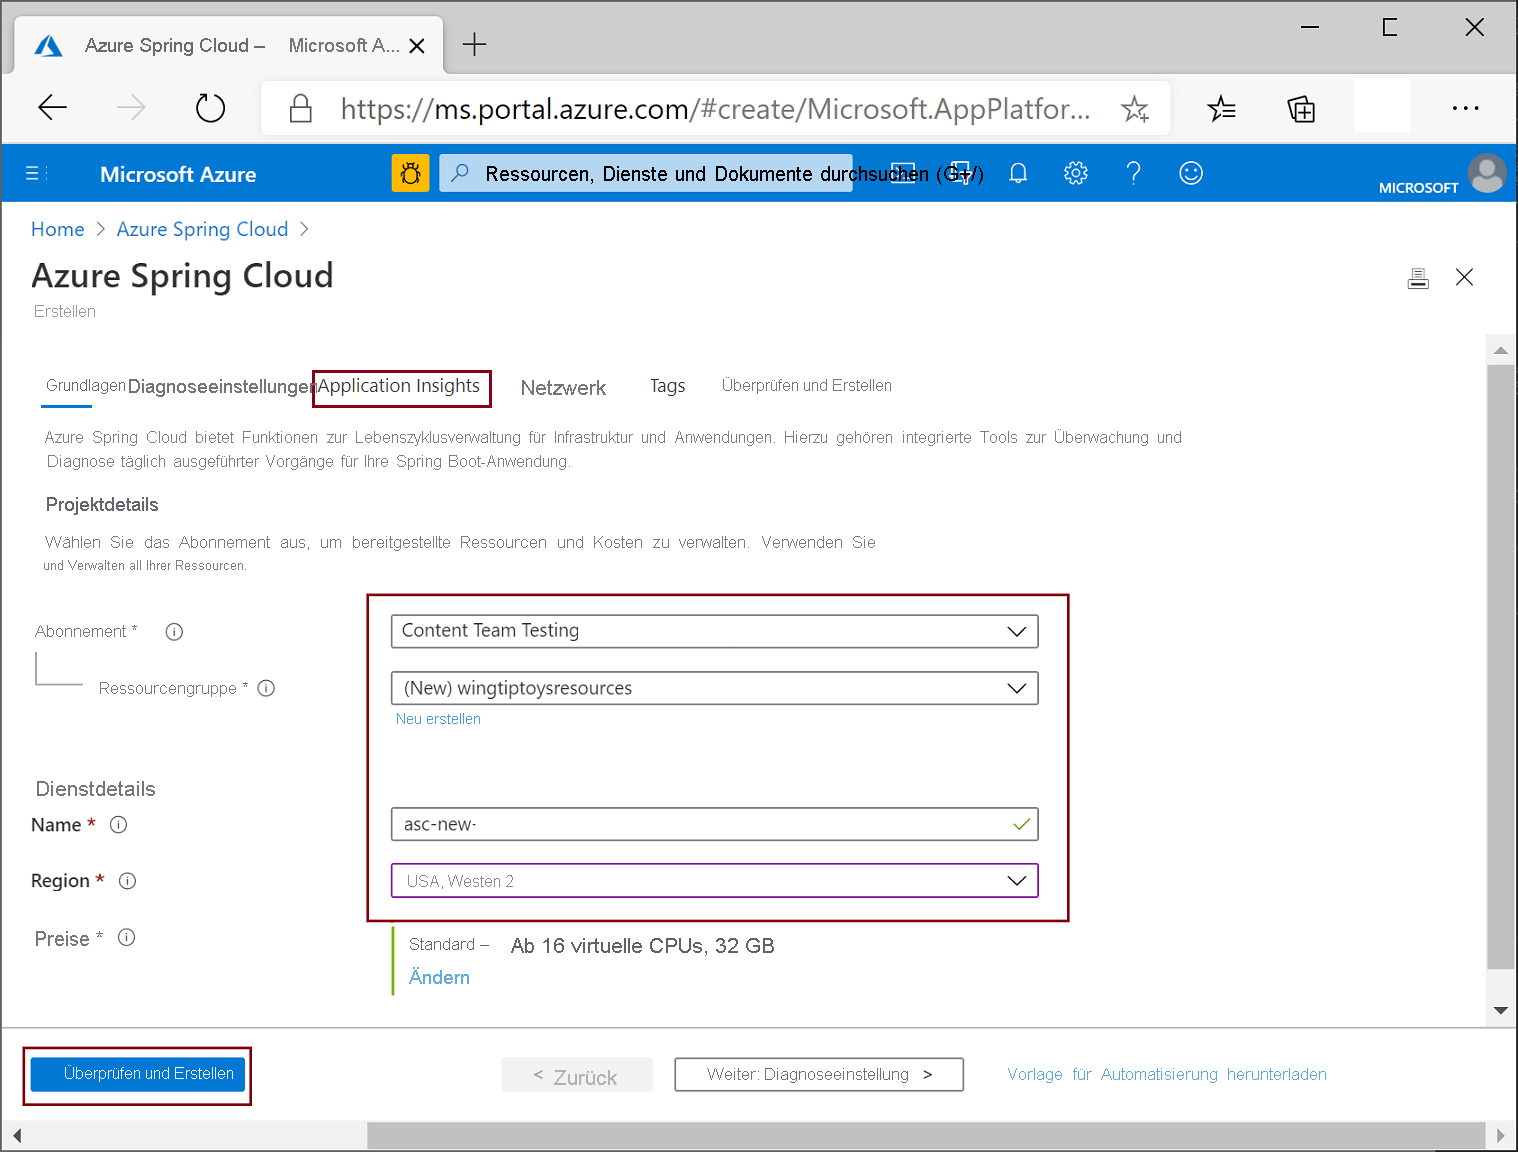 Azure Spring Cloud – Microsoft A...
https://ms.portal.azure.com/#create/Microsoft.AppPlatfor...
Microsoft Azure
Ressourcen, Dienste und Dokumente durchsuchen (G+/)
MICROSOFT
Home > Azure Spring Cloud >
Azure Spring Cloud
Erstellen
Grundlagen Diagnoseeinstellungen Application Insights Netzwerk Tags Überprüfen und Erstellen
Azure Spring Cloud bietet Funktionen zur Lebenszyklusverwaltung für Infrastruktur und Anwendungen. Hierzu gehören integrierte Tools zur Überwachung und
Diagnose täglich ausgeführter Vorgänge für Ihre Spring Boot-Anwendung.
Projektdetails
Wählen Sie das Abonnement aus, um bereitgestellte Ressourcen und Kosten zu verwalten. Verwenden Sie
und Verwalten all Ihrer Ressourcen.
Abonnement * Content Team Testing
Ressourcengruppe * (New) wingtiptoysresources
Neu erstellen
Dienstdetails
Name * asc-new-
Region * USA, Westen 2
Preise * Standard – Ab 16 virtuelle CPUs, 32 GB
Ändern
Überprüfen und Erstellen < Zurück Weiter: Diagnoseeinstellung > Vorlage für Automatisierung herunterladen